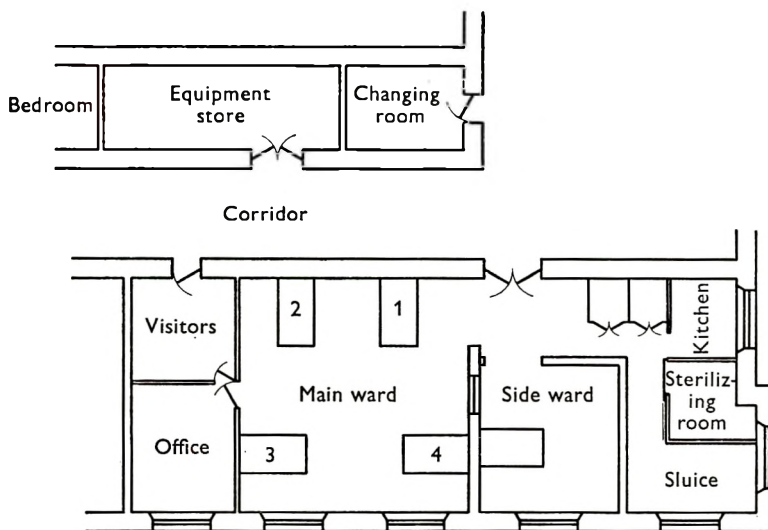 Bedroom
Equipment
store
Changing
room
Corridor
Visitors
2
1
Kitchen
Main ward
Side ward
Steriliz-
ing
room
Office
3
4
Sluice